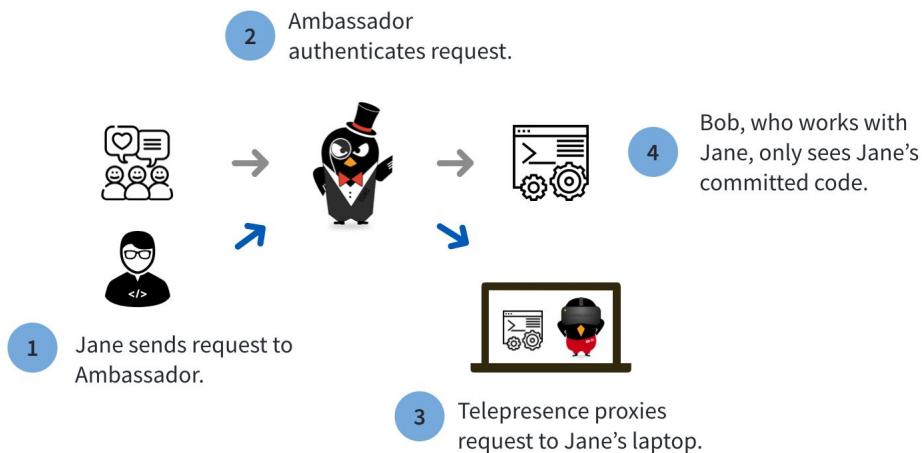 2
Ambassador
authenticates request.
4
Bob, who works with
Jane, only sees Jane’s
committed code.
</>
1
Jane sends request to
Ambassador.
3
Telepresence proxies
request to Jane’s laptop.